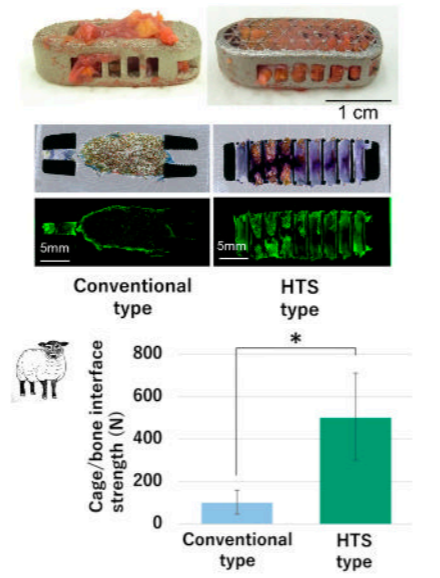 1 cm
5mm
5mm
Conventional
type
HTS
type
*
800
600
400
200
0
Cage/bone interface
strength (N)
Conventional
type
HTS
type